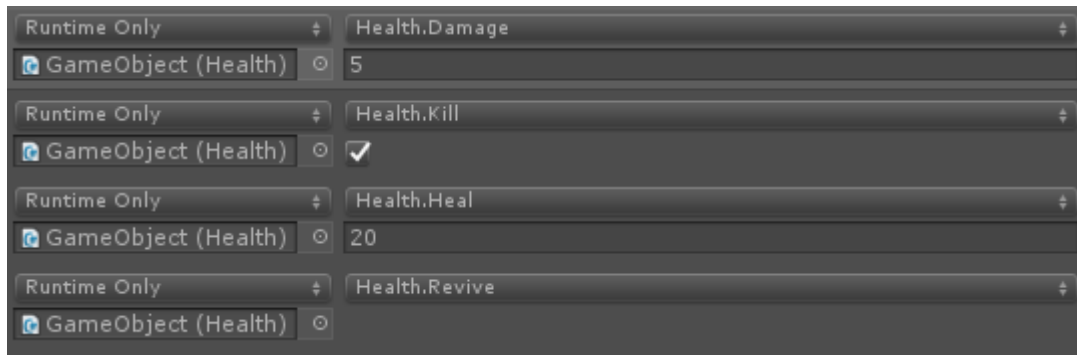 Runtime Only Health.Damage
GameObject (Health) 5
Runtime Only Health.Kill
GameObject (Health)
Runtime Only Health.Heal
GameObject (Health) 20
Runtime Only Health.Revive
GameObject (Health)